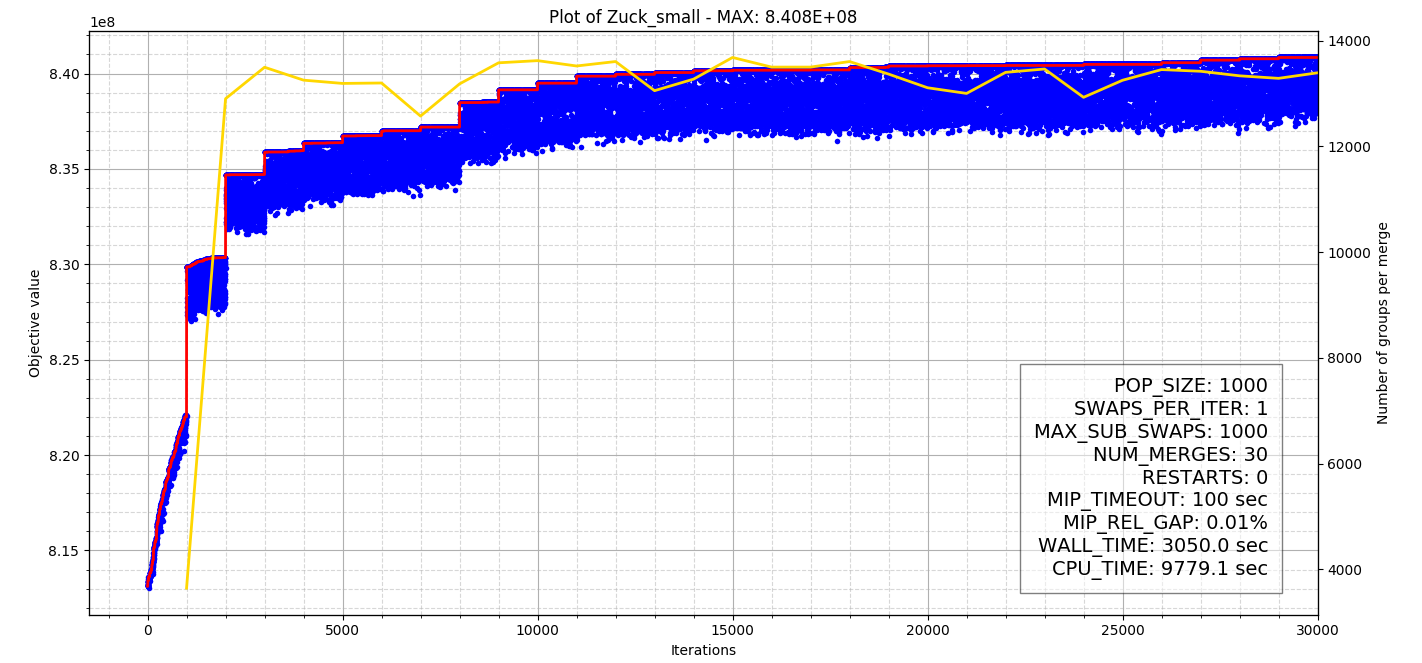 Plot of Zuck_small - MAX: 8.408E+08
1e8
8.40
8.35
8.30
8.25
8.20
8.15
Objective value
14000
12000
10000
8000
6000
4000
Number of groups per merge
POP_SIZE: 1000
SWAPS_PER_ITER: 1
MAX_SUB_SWAPS: 1000
NUM_MERGES: 30
RESTARTS: 0
MIP_TIMEOUT: 100 sec
MIP_REL_GAP: 0.01%
WALL_TIME: 3050.0 sec
CPU_TIME: 9779.1 sec
0 5000 10000 15000 20000 25000 30000
Iterations